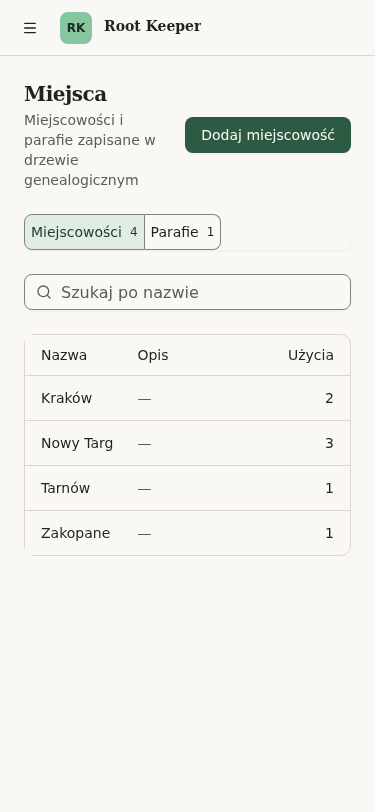 ☰ RK Root Keeper
Miejsca
Miejscowości i
parafie zapisane w
drzewie
genealogicznym
Dodaj miejscowość
Miejscowości 4 Parafie 1
Szukaj po nazwie
Nazwa Opis Użycia
Kraków — 2
Nowy Targ — 3
Tarnów — 1
Zakopane — 1